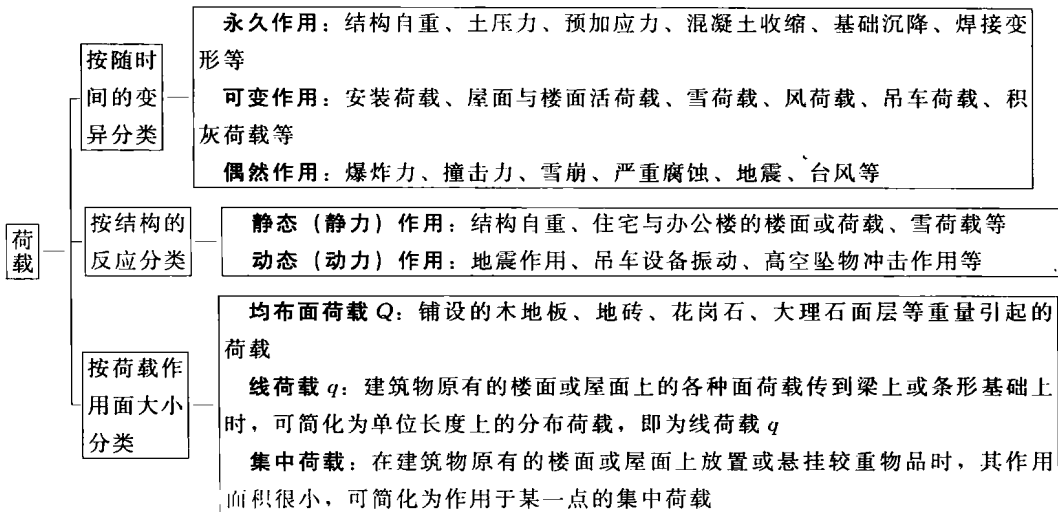 荷载
按随时间的变异分类
永久作用：结构自重、土压力、预加应力、混凝土收缩、基础沉降、焊接变
形等
可变作用：安装荷载、屋面与楼面活荷载、雪荷载、风荷载、吊车荷载、积
灰荷载等
偶然作用：爆炸力、撞击力、雪崩、严重腐蚀、地震、台风等
按结构的
反应分类
静态（静力）作用：结构自重、住宅与办公楼的楼面或荷载、雪荷载等
动态（动力）作用：地震作用、吊车设备振动、高空坠物冲击作用等
按荷载作
用面大小
分类
均布面荷载 Q：铺设的木地板、地砖、花岗石、大理石面层等重量引起的
荷载
线荷载 q：建筑物原有的楼面或屋面上的各种面荷载传到梁上或条形基础上
时，可简化为单位长度上的分布荷载，即为线荷载 q
集中荷载：在建筑物原有的楼面或屋面上放置或悬挂较重物品时，其作用
面积很小，可简化为作用于某一点的集中荷载